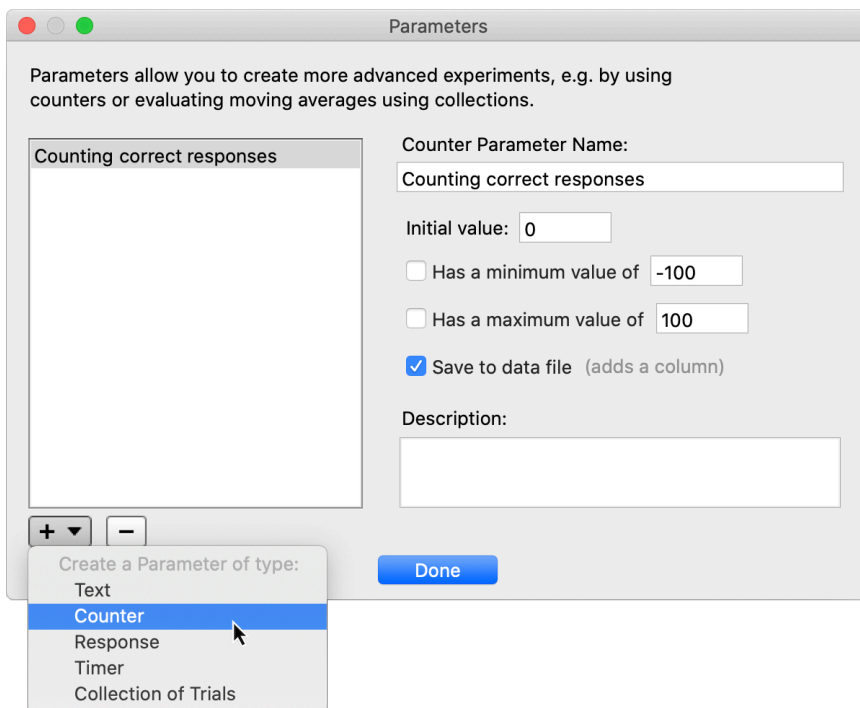 Parameters
Parameters allow you to create more advanced experiments, e.g. by using
counters or evaluating moving averages using collections.
Counting correct responses
Counter Parameter Name:
Counting correct responses
Initial value: 0
Has a minimum value of -100
Has a maximum value of 100
Save to data file (adds a column)
Description:
+ −
Create a Parameter of type:
Text
Counter
Response
Timer
Collection of Trials
Done